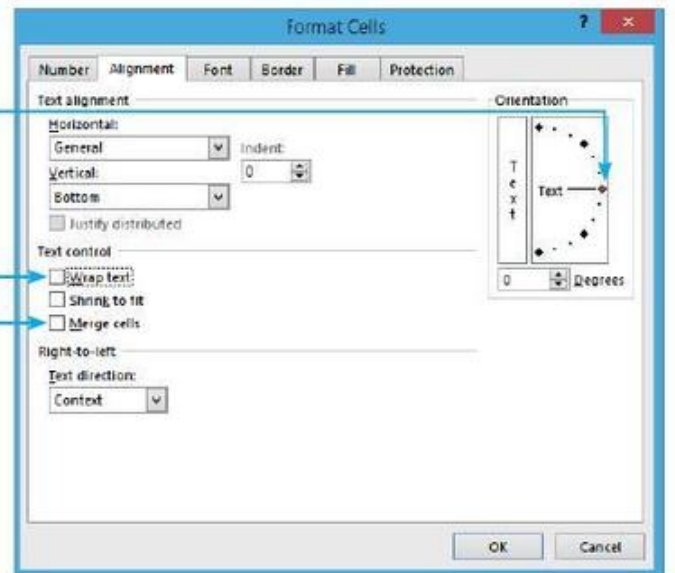 Format Cells ?
Number Alignment Font Border Fill Protection
Text alignment
Horizontal:
General
Indent:
Vertical:
0
Bottom
Justify distributed
Text control
Wrap text
Shrink to fit
Merge cells
Right-to-left
Text direction:
Context
Orientation
Text
Text
0 Degrees
OK Cancel